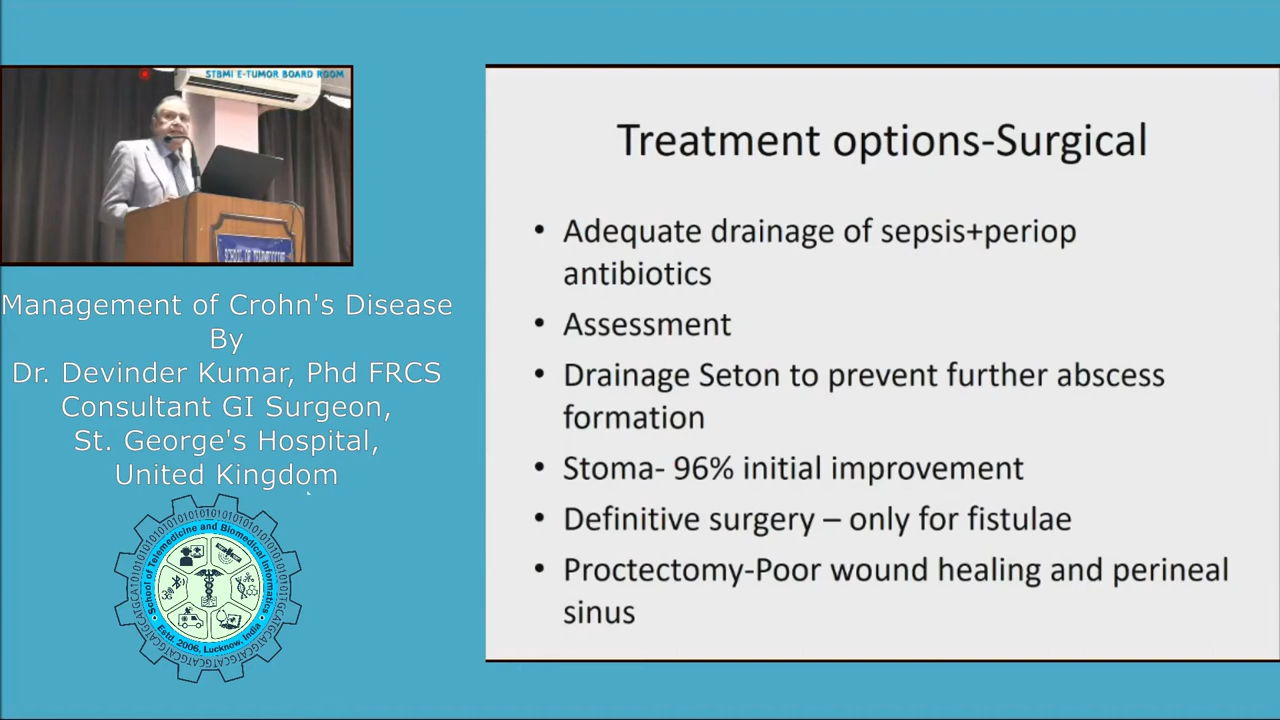 STBMI E-TUMOR BOARD ROOM
SCHOOL OF TELEMEDICINE
Management of Crohn's Disease
By
Dr. Devinder Kumar, Phd FRCS
Consultant GI Surgeon,
St. George's Hospital,
United Kingdom
School of Telemedicine and Biomedical Informatics
Estd. 2006, Lucknow, India
Treatment options-Surgical
• Adequate drainage of sepsis+periop
antibiotics
• Assessment
• Drainage Seton to prevent further abscess
formation
• Stoma- 96% initial improvement
• Definitive surgery – only for fistulae
• Proctectomy-Poor wound healing and perineal
sinus